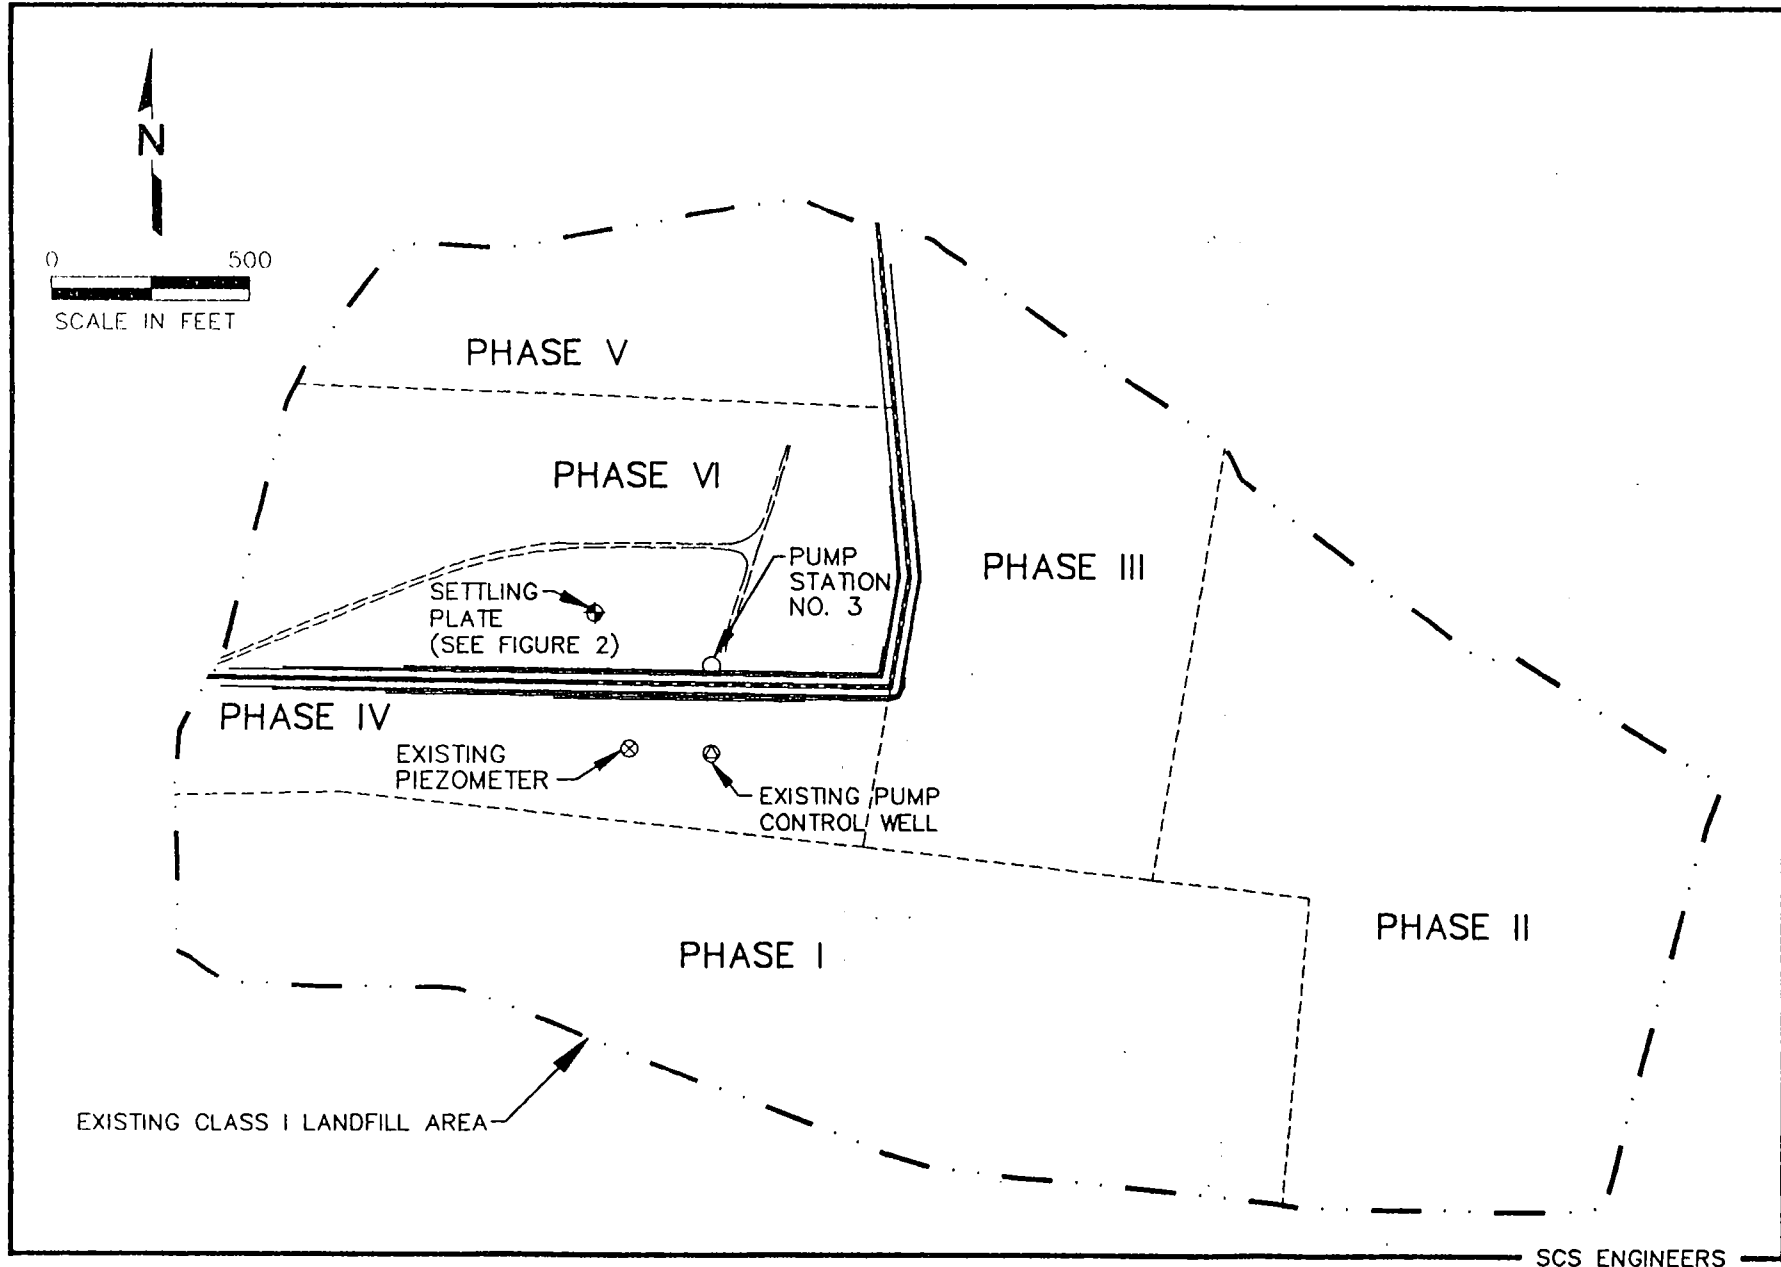 N
0 500
SCALE IN FEET
PHASE V
PHASE VI
PUMP
STATION
NO. 3
PHASE III
SETTLING
PLATE
(SEE FIGURE 2)
PHASE IV
EXISTING
PIEZOMETER
EXISTING PUMP
CONTROL WELL
PHASE II
PHASE I
EXISTING CLASS I LANDFILL AREA
SCS ENGINEERS